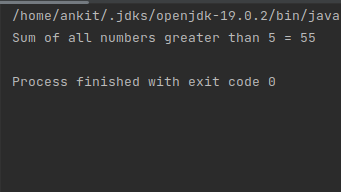 /home/ankit/.jdks/openjdk-19.0.2/bin/java
Sum of all numbers greater than 5 = 55
Process finished with exit code 0